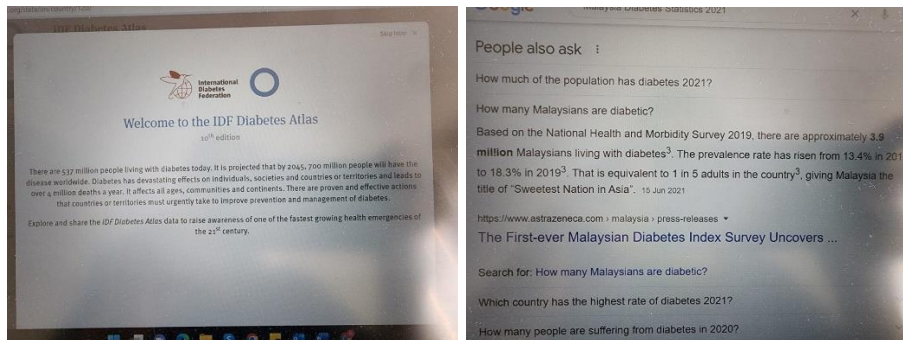 IDF Diabetes Atlas
Skip Intro ×
International
Diabetes
Federation
Welcome to the IDF Diabetes Atlas
10th edition
There are 537 million people living with diabetes today. It is projected that by 2045, 700 million people will have the
disease worldwide. Diabetes has devastating effects on individuals, societies and countries or territories and leads to
over 4 million deaths a year. It affects all ages, communities and continents. There are proven and effective actions
that countries or territories must urgently take to improve prevention and management of diabetes.
Explore and share the IDF Diabetes Atlas data to raise awareness of one of the fastest growing health emergencies of
the 21st century.
Malaysia Diabetes Statistics 2021
People also ask
How much of the population has diabetes 2021?
How many Malaysians are diabetic?
Based on the National Health and Morbidity Survey 2019, there are approximately 3.9
million Malaysians living with diabetes3. The prevalence rate has risen from 13.4% in 201
to 18.3% in 20193. That is equivalent to 1 in 5 adults in the country3, giving Malaysia the
title of "Sweetest Nation in Asia". 15 Jun 2021
https://www.astrazeneca.com › malaysia › press-releases
The First-ever Malaysian Diabetes Index Survey Uncovers ...
Search for: How many Malaysians are diabetic?
Which country has the highest rate of diabetes 2021?
How many people are suffering from diabetes in 2020?